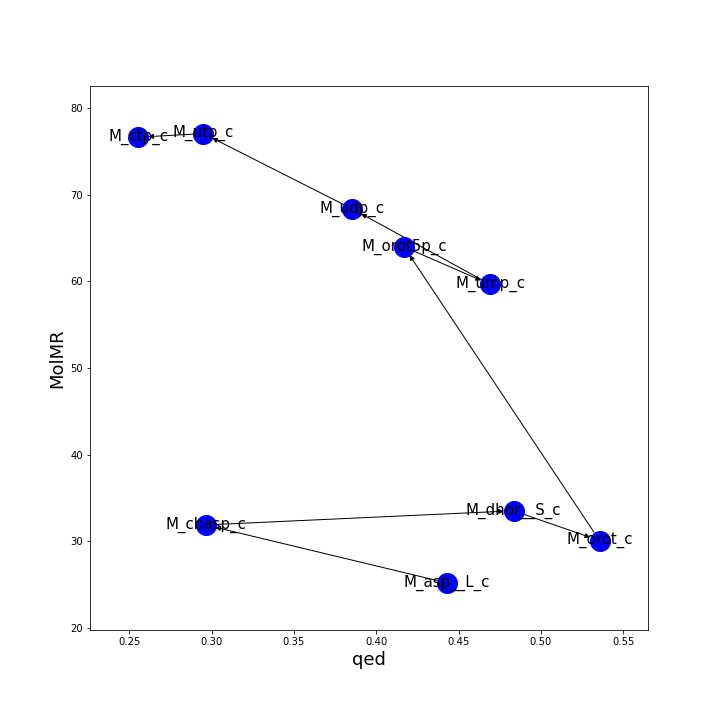 80
70
60
50
40
30
20
MolMR
M_ctp_c
M_utp_c
M_udp_c
M_orot5p_c
M_ump_c
M_dhor__S_c
M_cbasp_c
M_orot_c
M_asp__L_c
0.25 0.30 0.35 0.40 0.45 0.50 0.55
qed